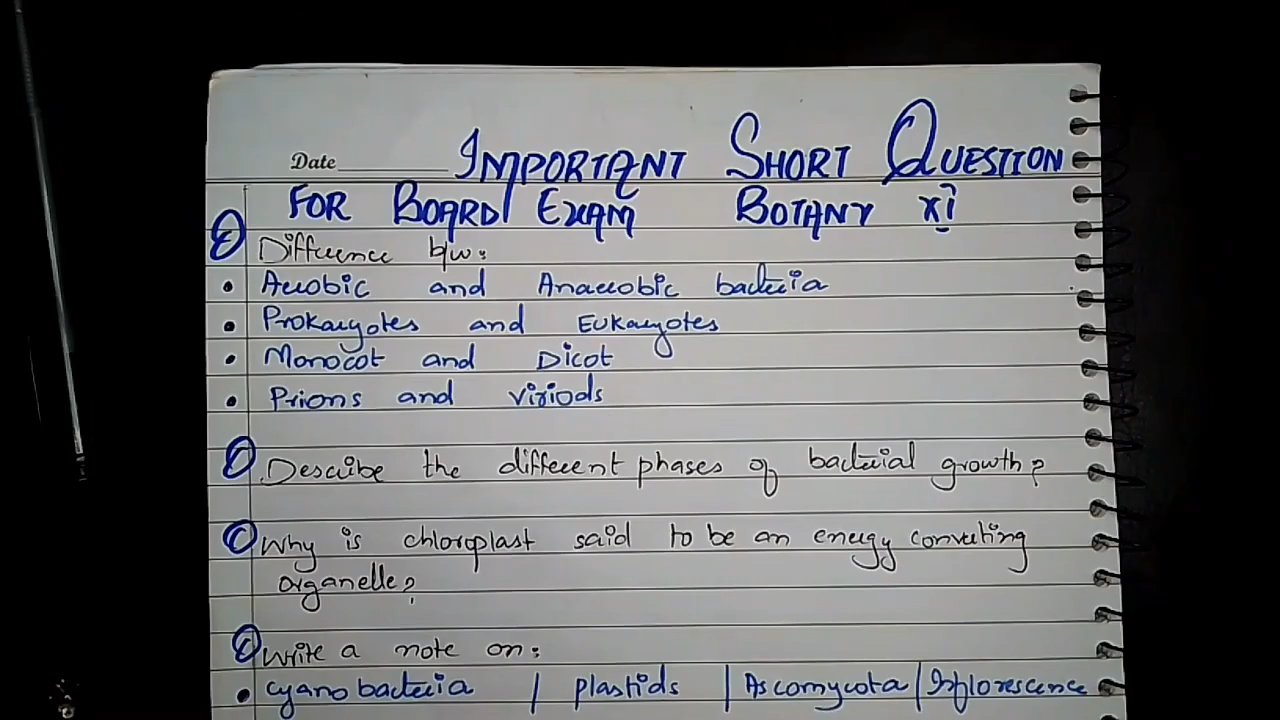 Date IMPORTANT SHORT QUESTION
FOR BOARD EXAM BOTANY XI
Q Difference b/w:
• Aerobic and Anaerobic bacteria
• Prokaryotes and Eukaryotes
• Monocot and Dicot
• Prions and Viriods
Q Describe the different phases of bacterial growth?
Q Why is chloroplast said to be an energy converting
organelle?
Q Write a note on:
• Cyanobacteria / plastids / Ascomycota / Inflorescence